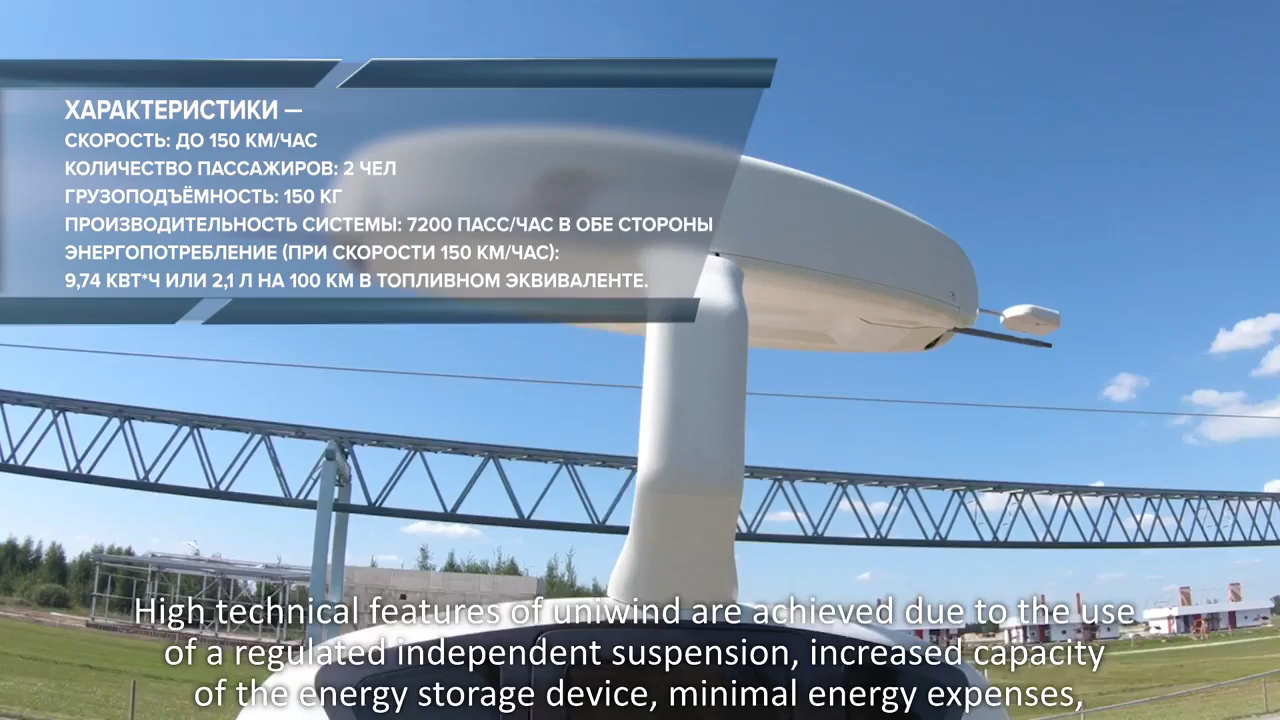 ХАРАКТЕРИСТИКИ —
СКОРОСТЬ: ДО 150 КМ/ЧАС
КОЛИЧЕСТВО ПАССАЖИРОВ: 2 ЧЕЛ
ГРУЗОПОДЪЁМНОСТЬ: 150 КГ
ПРОИЗВОДИТЕЛЬНОСТЬ СИСТЕМЫ: 7200 ПАСС/ЧАС В ОБЕ СТОРОНЫ
ЭНЕРГОПОТРЕБЛЕНИЕ (ПРИ СКОРОСТИ 150 КМ/ЧАС):
9,74 КВТ*Ч ИЛИ 2,1 Л НА 100 КМ В ТОПЛИВНОМ ЭКВИВАЛЕНТЕ.
High technical features of uniwind are achieved due to the use
of a regulated independent suspension, increased capacity
of the energy storage device, minimal energy expenses,